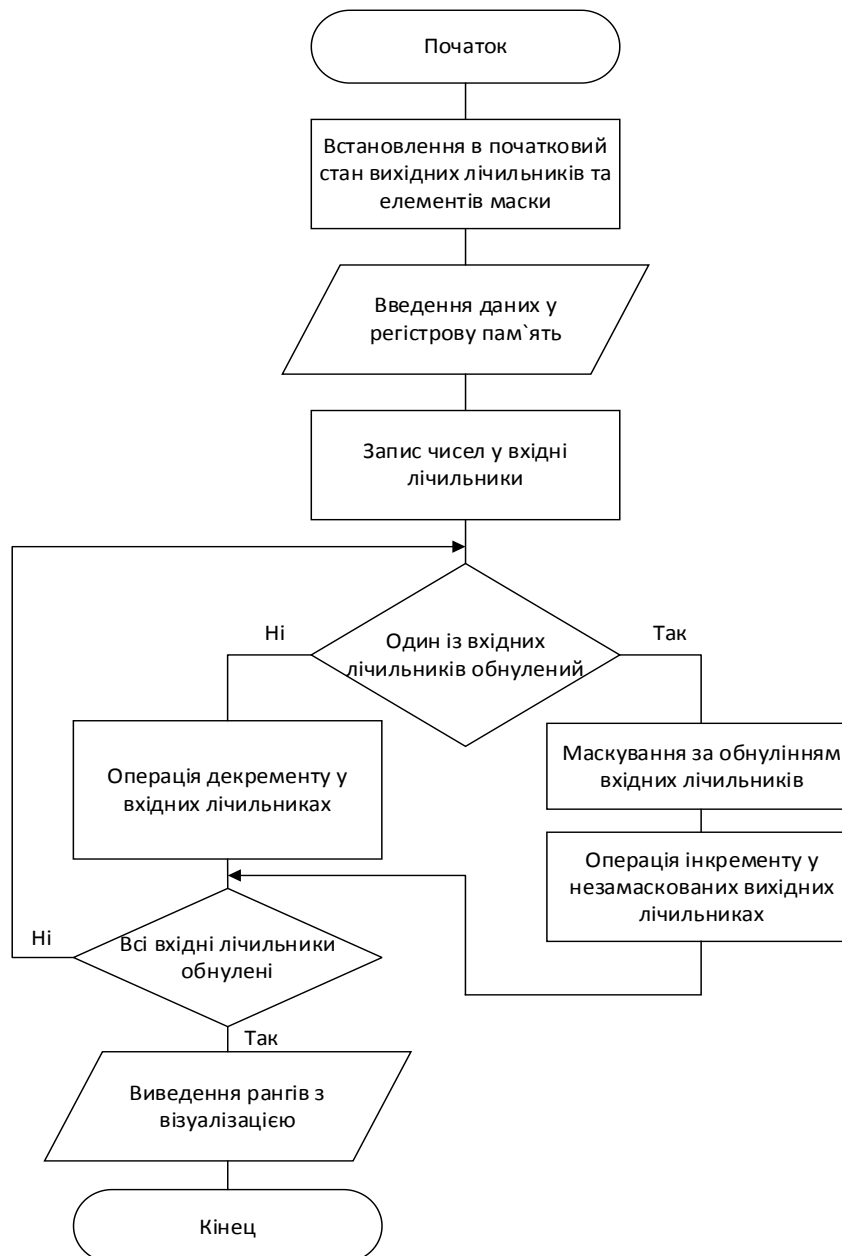 Початок
Встановлення в початковий
стан вихідних лічильників та
елементів маски
Введення даних у
регістрову пам`ять
Запис чисел у вхідні
лічильники
Ні
Один із вхідних
лічильників обнулений
Так
Операція декременту у
вхідних лічильниках
Маскування за обнулінням
вхідних лічильників
Операція інкременту у
незамаскованих вихідних
лічильниках
Ні
Всі вхідні лічильники
обнулені
Так
Виведення рангів з
візуалізацією
Кінец